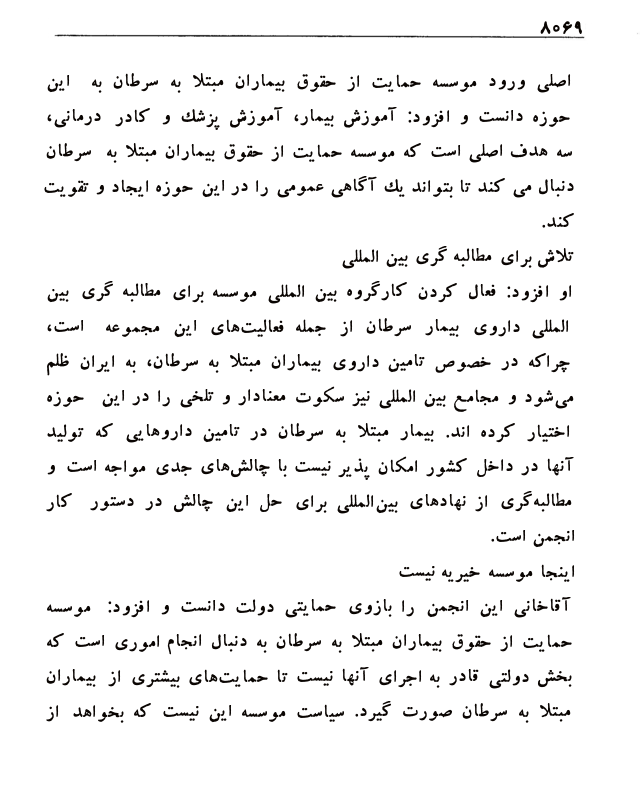 ۸۰۶۹
اصلی ورود موسسه حمایت از حقوق بیماران مبتلا به سرطان به این
حوزه دانست و افزود: آموزش بیمار، آموزش پزشك و کادر درمانی،
سه هدف اصلی است که موسسه حمایت از حقوق بیماران مبتلا به سرطان
دنبال می کند تا بتواند یك آگاهی عمومی را در این حوزه ایجاد و تقویت
کند.
تلاش برای مطالبه گری بین المللی
او افزود: فعال کردن کارگروه بین المللی موسسه برای مطالبه گری بین
المللی داروی بیمار سرطان از جمله فعالیت‌های این مجموعه است،
چراکه در خصوص تامین داروی بیماران مبتلا به سرطان، به ایران ظلم
می‌شود و مجامع بین المللی نیز سکوت معنادار و تلخی را در این حوزه
اختیار کرده اند. بیمار مبتلا به سرطان در تامین داروهایی که تولید
آنها در داخل کشور امکان پذیر نیست با چالش‌های جدی مواجه است و
مطالبه‌گری از نهادهای بین‌المللی برای حل این چالش در دستور کار
انجمن است.
اینجا موسسه خیریه نیست
آقاخانی این انجمن را بازوی حمایتی دولت دانست و افزود: موسسه
حمایت از حقوق بیماران مبتلا به سرطان به دنبال انجام اموری است که
بخش دولتی قادر به اجرای آنها نیست تا حمایت‌های بیشتری از بیماران
مبتلا به سرطان صورت گیرد. سیاست موسسه این نیست که بخواهد از